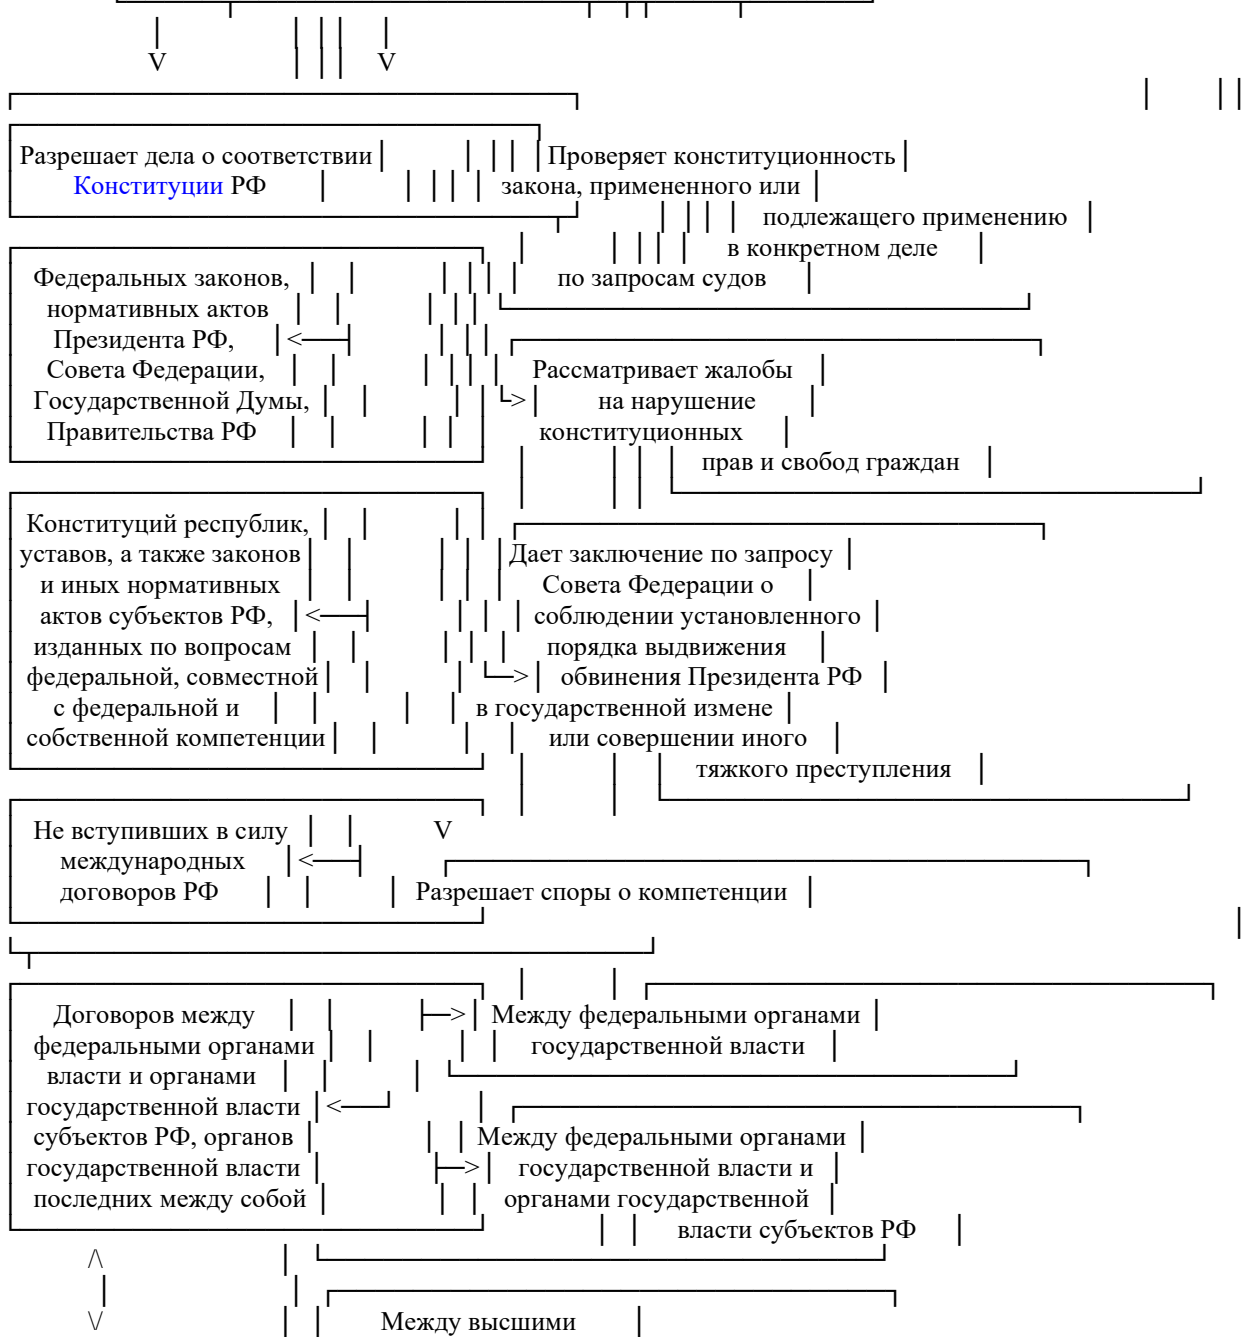 V V
Разрешает дела о соответствии Проверяет конституционность
Конституции РФ закона, примененного или
подлежащего применению
в конкретном деле
Федеральных законов, по запросам судов
нормативных актов
Президента РФ, <
Совета Федерации, Рассматривает жалобы
Государственной Думы, > на нарушение
Правительства РФ конституционных
прав и свобод граждан
Конституций республик,
уставов, а также законов Дает заключение по запросу
и иных нормативных Совета Федерации о
актов субъектов РФ, < соблюдении установленного
изданных по вопросам порядка выдвижения
федеральной, совместной > обвинения Президента РФ
с федеральной и в государственной измене
собственной компетенции или совершении иного
тяжкого преступления
Не вступивших в силу V
международных <
договоров РФ Разрешает споры о компетенции
Договоров между > Между федеральными органами
федеральными органами государственной власти
власти и органами
государственной власти <
субъектов РФ, органов Между федеральными органами
государственной власти > государственной власти и
последних между собой органами государственной
власти субъектов РФ
/\
\/ Между высшими